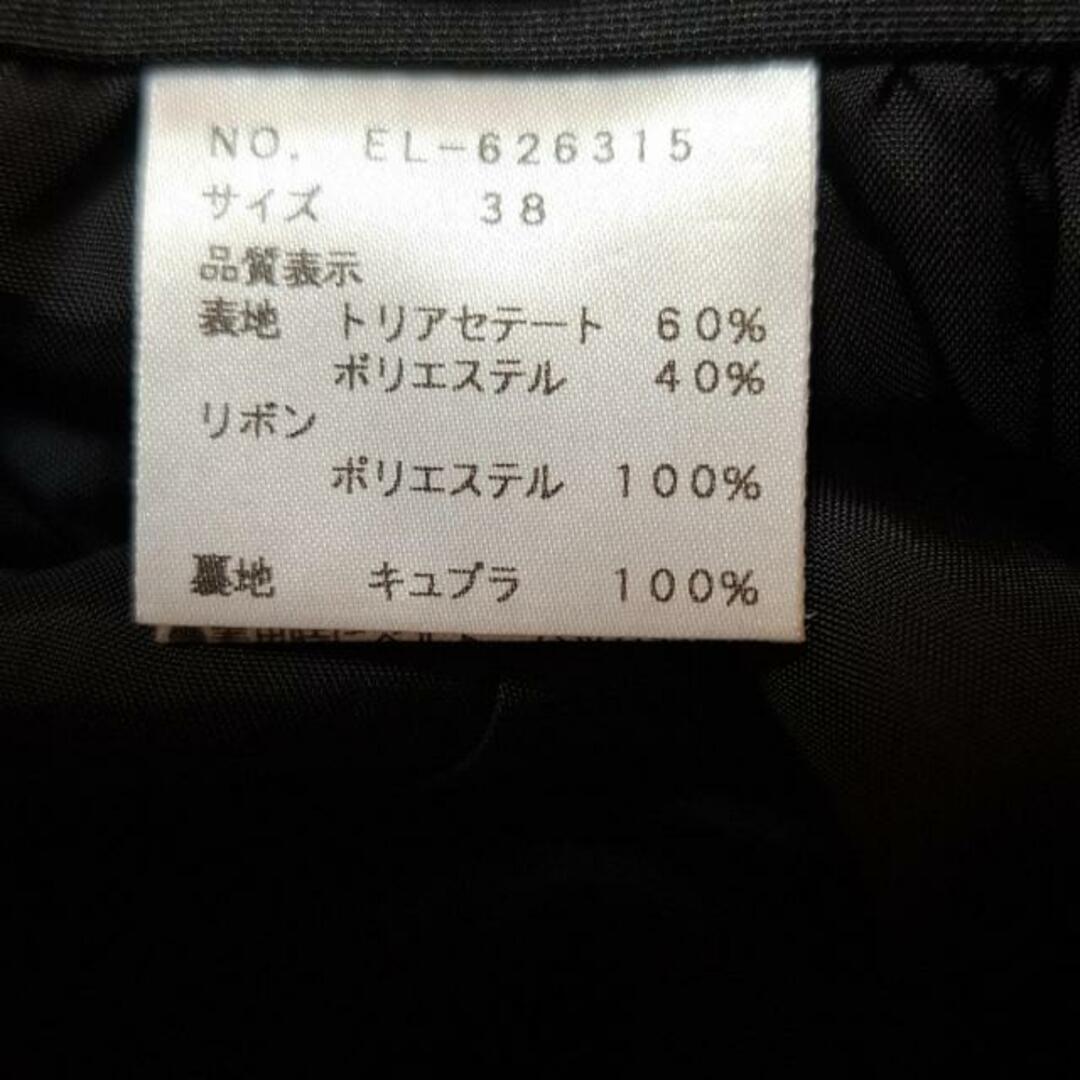 NO. EL-626315
サイズ 38
品質表示
表地 トリアセテート 60%
ポリエステル 40%
リボン
ポリエステル 100%
裏地 キュプラ 100%